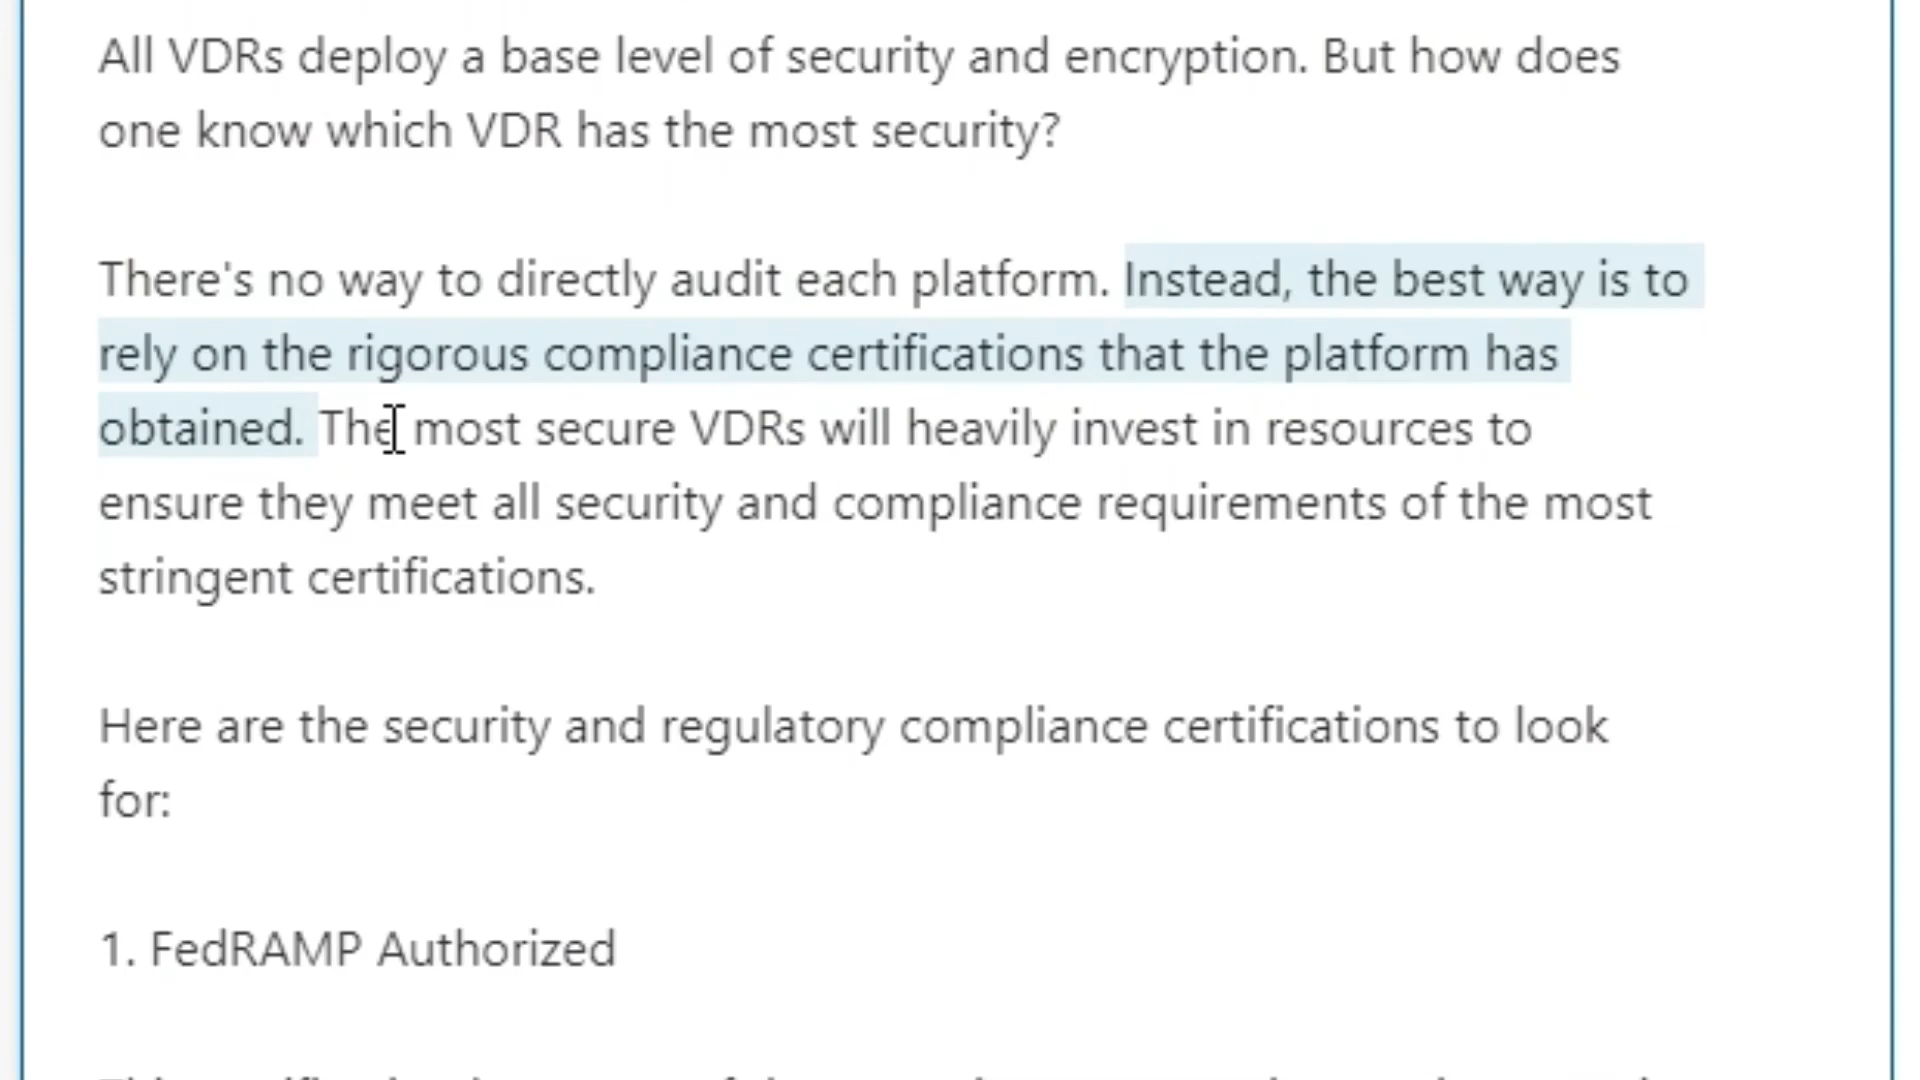 All VDRs deploy a base level of security and encryption. But how does
one know which VDR has the most security?
There's no way to directly audit each platform. Instead, the best way is to
rely on the rigorous compliance certifications that the platform has
obtained. The most secure VDRs will heavily invest in resources to
ensure they meet all security and compliance requirements of the most
stringent certifications.
Here are the security and regulatory compliance certifications to look
for:
1. FedRAMP Authorized